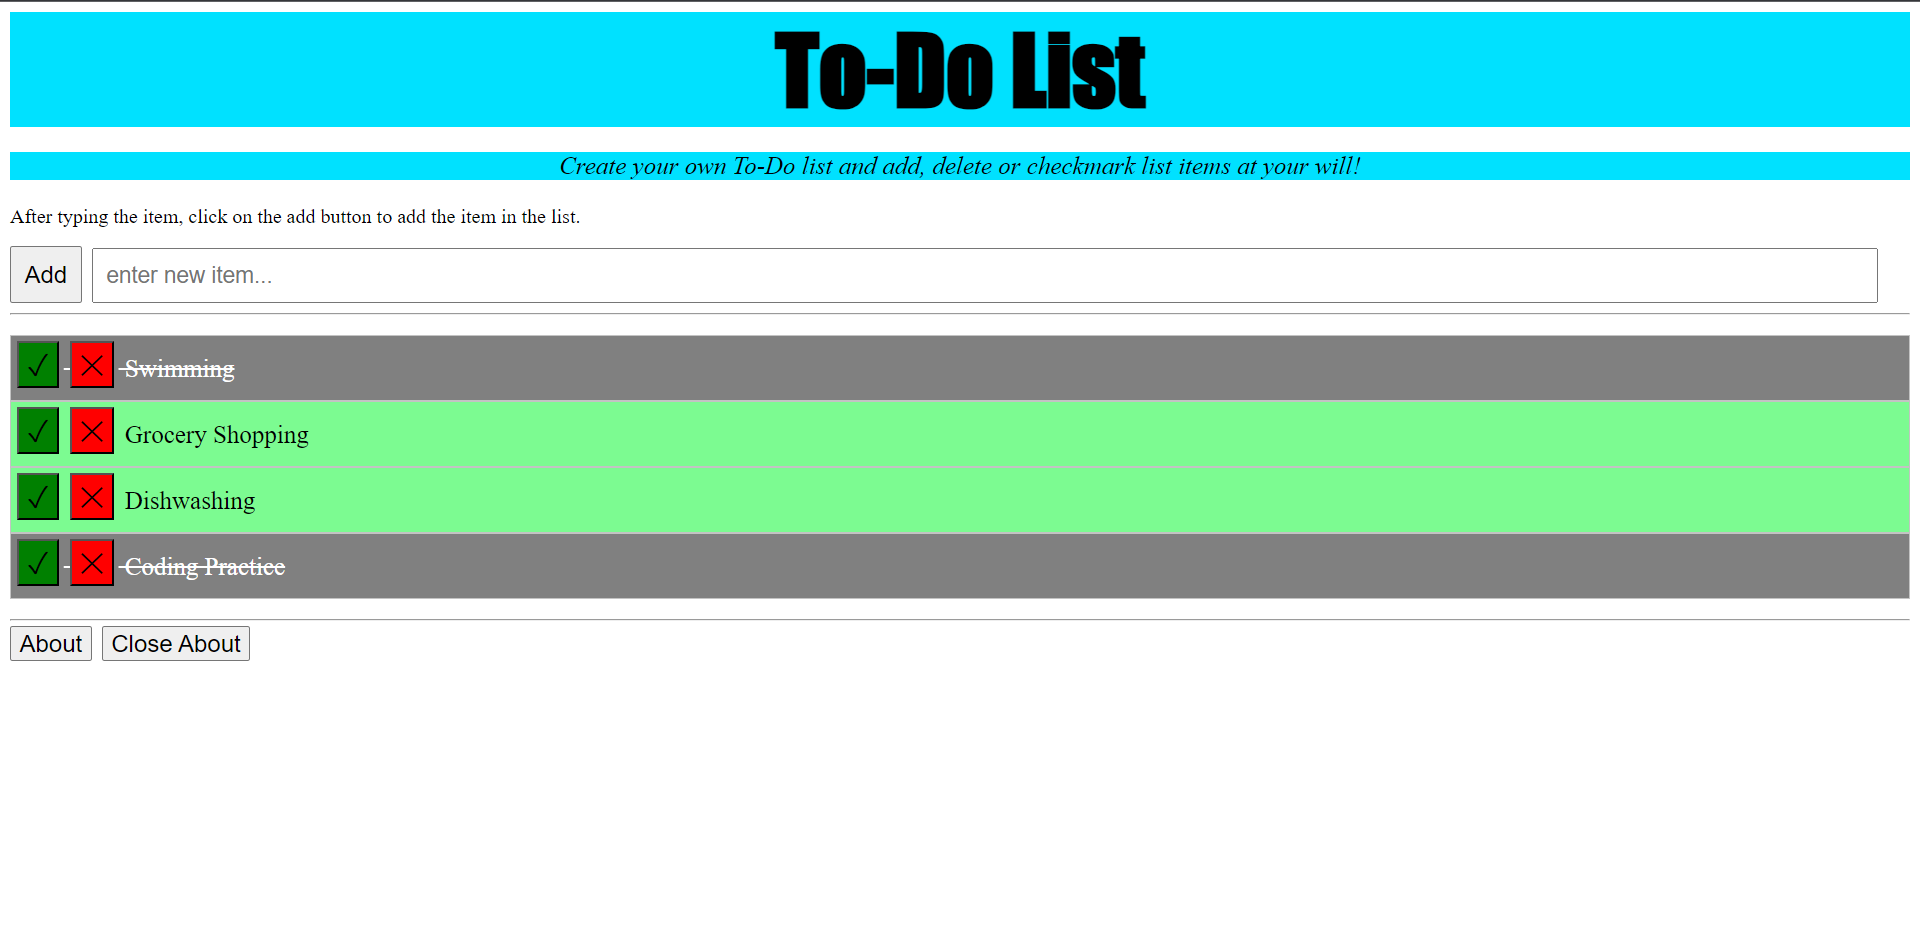 To-Do List
Create your own To-Do list and add, delete or checkmark list items at your will!
After typing the item, click on the add button to add the item in the list.
Add enter new item...
✓ ✕ Swimming
✓ ✕ Grocery Shopping
✓ ✕ Dishwashing
✓ ✕ Coding Practice
About Close About